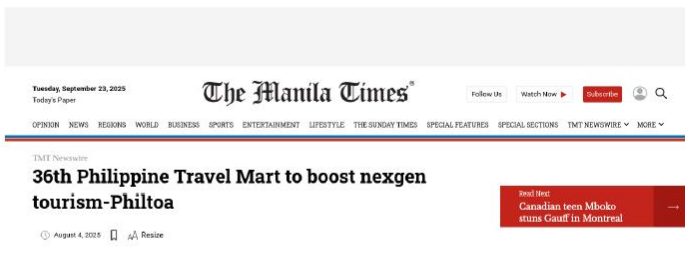 Tuesday, September 23, 2025
Today's Paper
The Manila Times®
Follow Us
Watch Now
Subscribe
OPINION NEWS REGIONS WORLD BUSINESS SPORTS ENTERTAINMENT LIFESTYLE THE SUNDAY TIMES SPECIAL FEATURES SPECIAL SECTIONS TMT NEWSWIRE MORE
TMT Newswire
36th Philippine Travel Mart to boost nexgen
tourism-Philtoa
Read Next
Canadian teen Mboko
stuns Gauff in Montreal
August 4, 2025 AA Resize